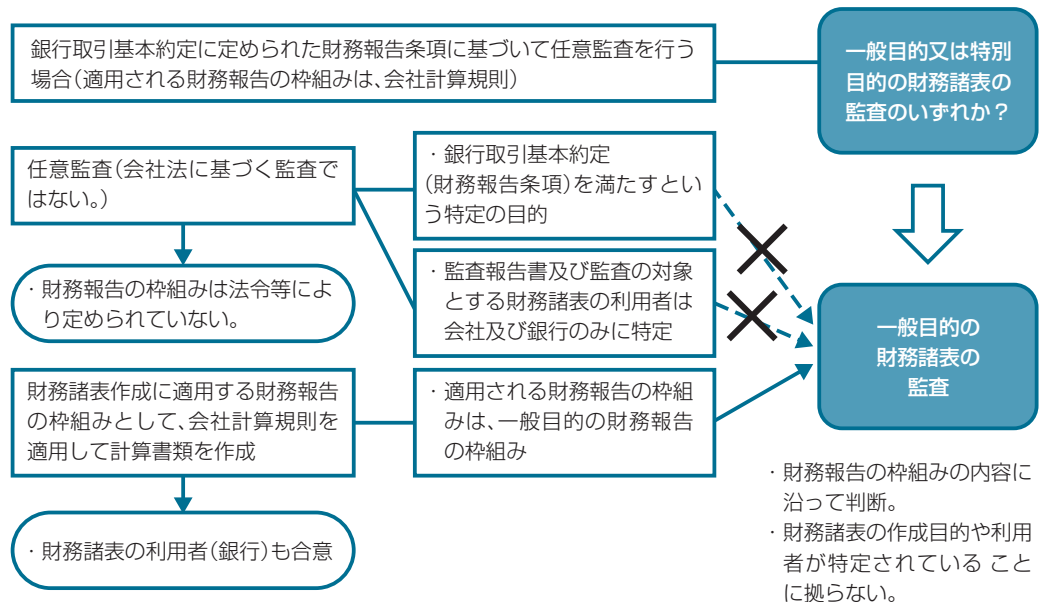 銀行取引基本約定に定められた財務報告条項に基づいて任意監査を行う
場合（適用される財務報告の枠組みは、会社計算規則）
一般目的又は特別
目的の財務諸表の
監査のいずれか？
任意監査（会社法に基づく監査で
はない。）
・銀行取引基本約定
（財務報告条項）を満たすとい
う特定の目的
・財務報告の枠組みは法令等によ
り定められていない。
・監査報告書及び監査の対象
とする財務諸表の利用者は
会社及び銀行のみに特定
一般目的の
財務諸表の
監査
財務諸表作成に適用する財務報告
の枠組みとして、会社計算規則を
適用して計算書類を作成
・適用される財務報告の枠組
みは、一般目的の財務報告
の枠組み
・財務諸表の利用者（銀行）も合意
・財務報告の枠組みの内容に
沿って判断。
・財務諸表の作成目的や利用
者が特定されている こと
に拠らない。